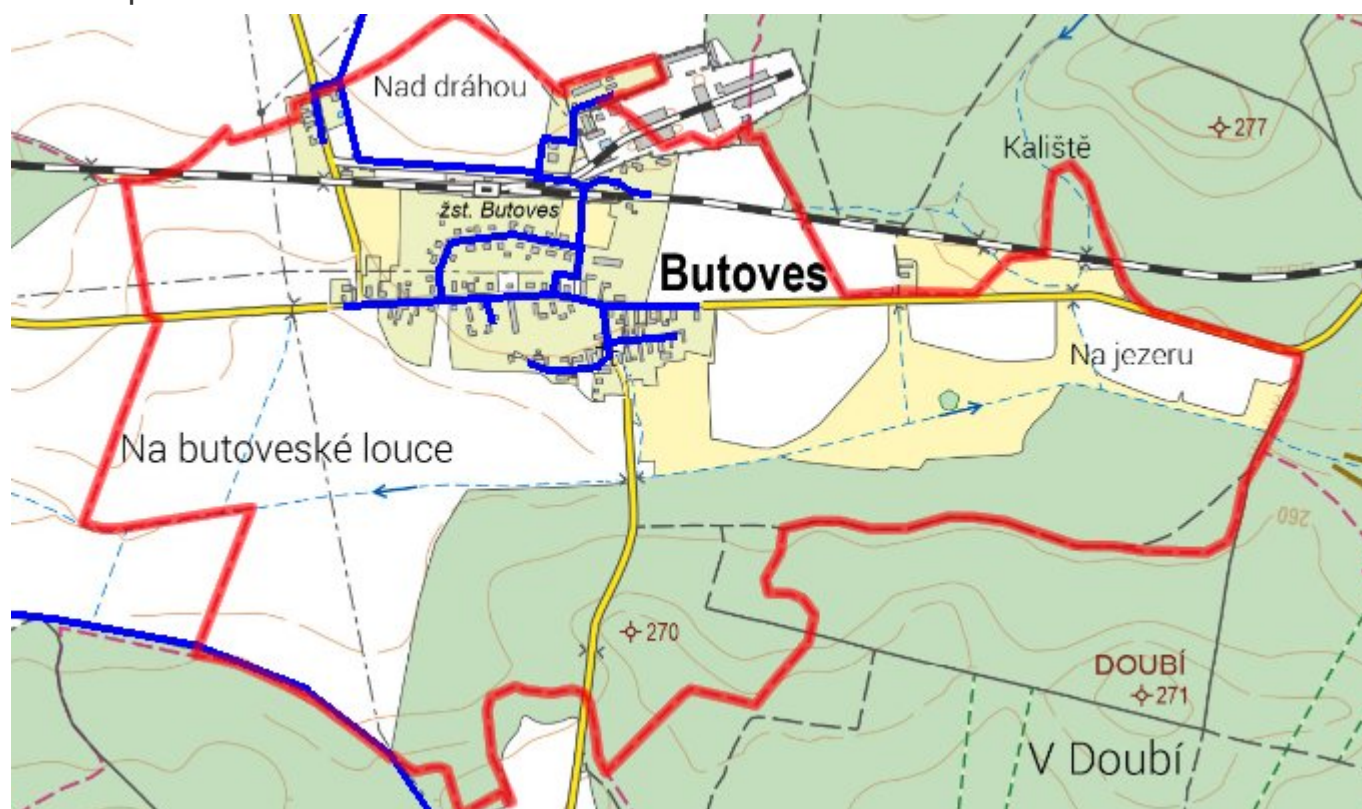 Nad dráhou
277
Kaliště
žst. Butoves
Butoves
Na jezeru
Na butoveské louce
260
270
DOUBÍ
271
V Doubí